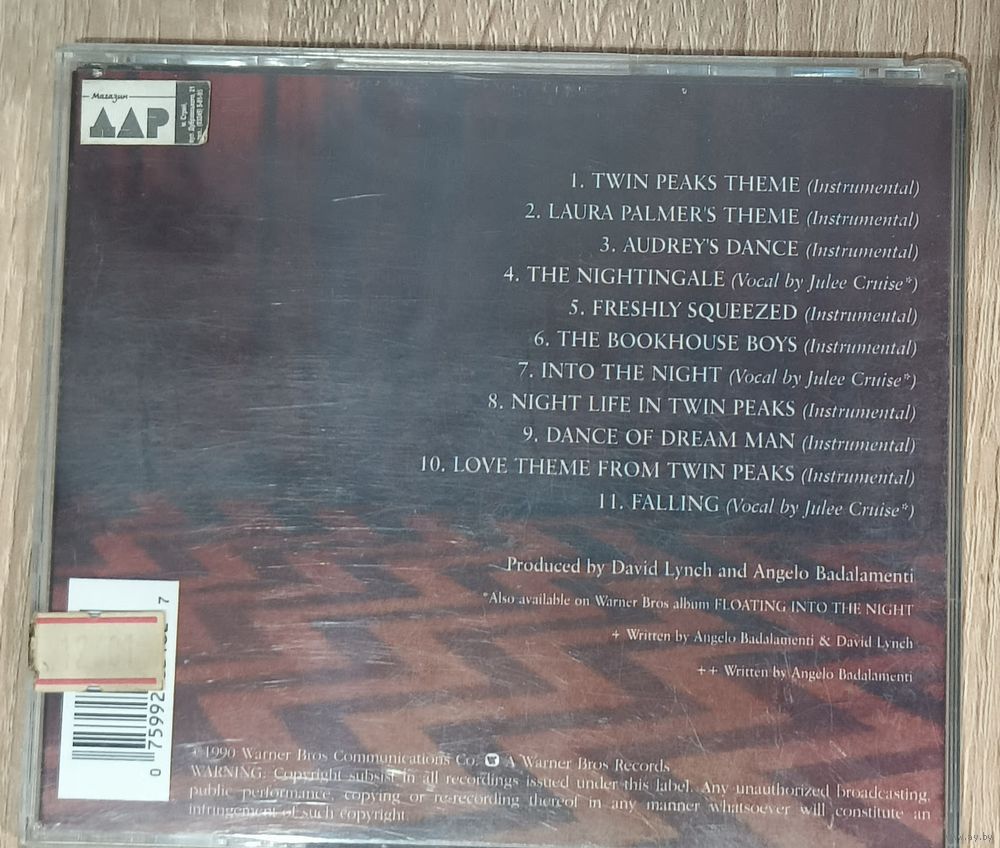 Магазин
ДАР
1. TWIN PEAKS THEME (Instrumental)
2. LAURA PALMER'S THEME (Instrumental)
3. AUDREY'S DANCE (Instrumental)
4. THE NIGHTINGALE (Vocal by Julee Cruise*)
5. FRESHLY SQUEEZED (Instrumental)
6. THE BOOKHOUSE BOYS (Instrumental)
7. INTO THE NIGHT (Vocal by Julee Cruise*)
8. NIGHT LIFE IN TWIN PEAKS (Instrumental)
9. DANCE OF DREAM MAN (Instrumental)
10. LOVE THEME FROM TWIN PEAKS (Instrumental)
11. FALLING (Vocal by Julee Cruise*)
Produced by David Lynch and Angelo Badalamenti
*Also available on Warner Bros album FLOATING INTO THE NIGHT
+ Written by Angelo Badalamenti & David Lynch
++ Written by Angelo Badalamenti
0 75992 7
1990 Warner Bros Communications Co. A Warner Bros Records
WARNING: Copyright subsist in all recordings issued under this label. Any unauthorized broadcasting,
public performance, copying or re-recording thereof in any manner whatsoever will constitute an
infringement of such copyright.
www.ay.by